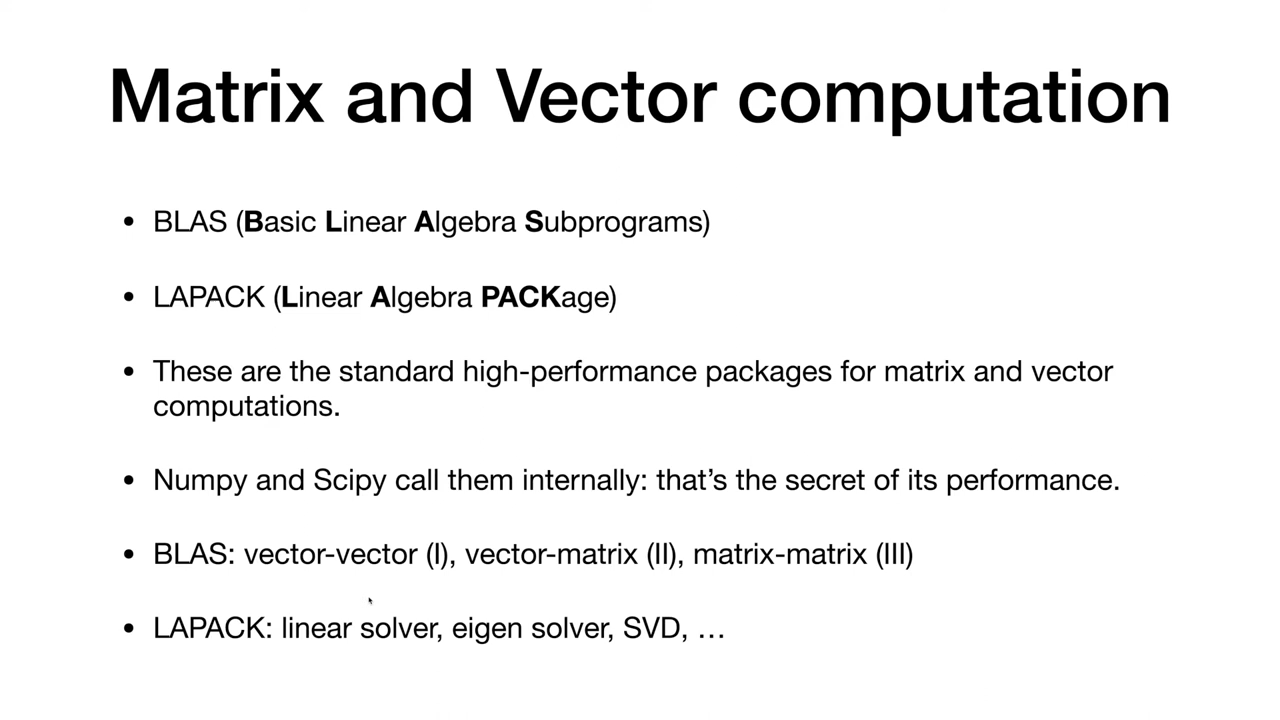 Matrix and Vector computation
• BLAS (Basic Linear Algebra Subprograms)
• LAPACK (Linear Algebra PACKage)
• These are the standard high-performance packages for matrix and vector
computations.
• Numpy and Scipy call them internally: that’s the secret of its performance.
• BLAS: vector-vector (I), vector-matrix (II), matrix-matrix (III)
• LAPACK: linear solver, eigen solver, SVD, …